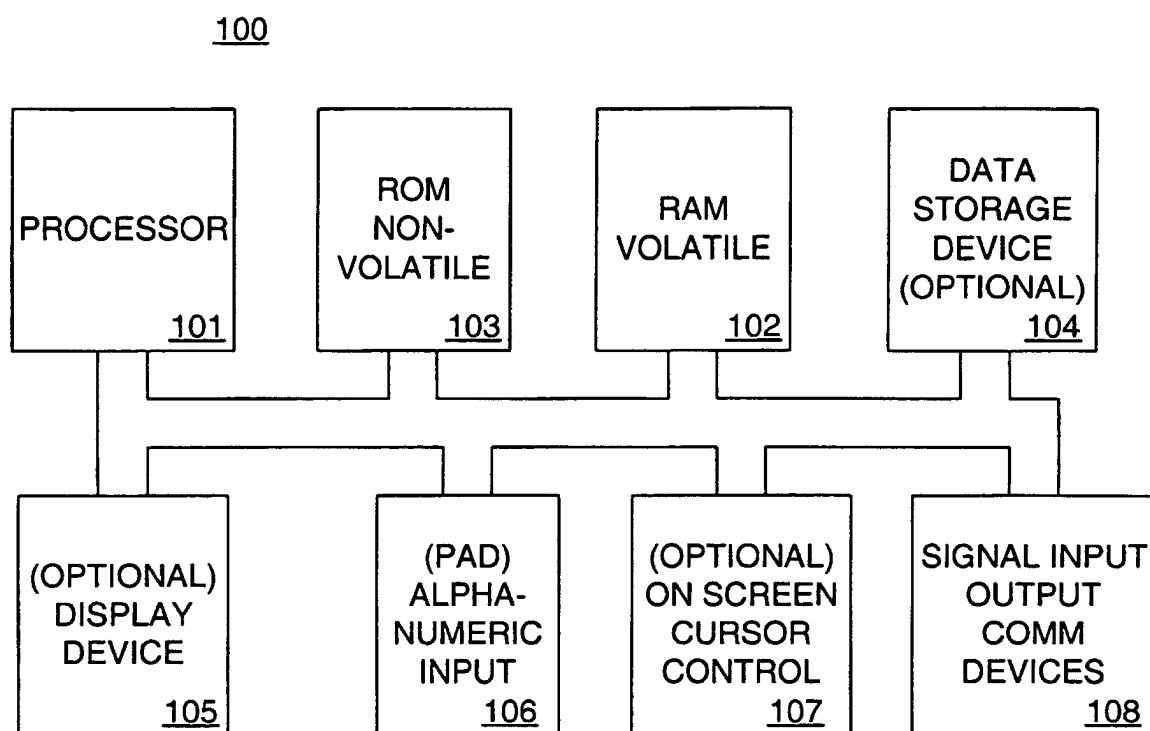 100
PROCESSOR
101
ROM
NON-
VOLATILE
103
RAM
VOLATILE
102
DATA
STORAGE
DEVICE
(OPTIONAL)
104
(OPTIONAL)
DISPLAY
DEVICE
105
(PAD)
ALPHA-
NUMERIC
INPUT
106
(OPTIONAL)
ON SCREEN
CURSOR
CONTROL
107
SIGNAL INPUT
OUTPUT
COMM
DEVICES
108